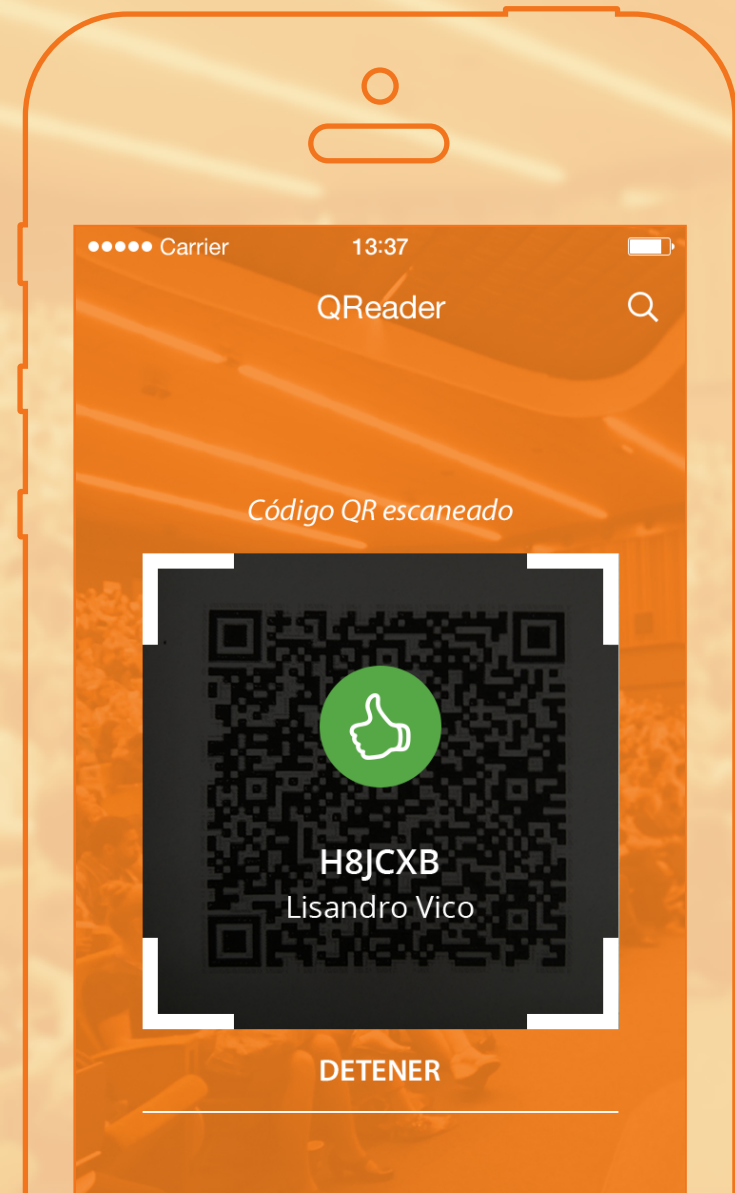 Carrier
13:37
QReader
Código QR escaneado
H8JCXB
Lisandro Vico
DETENER